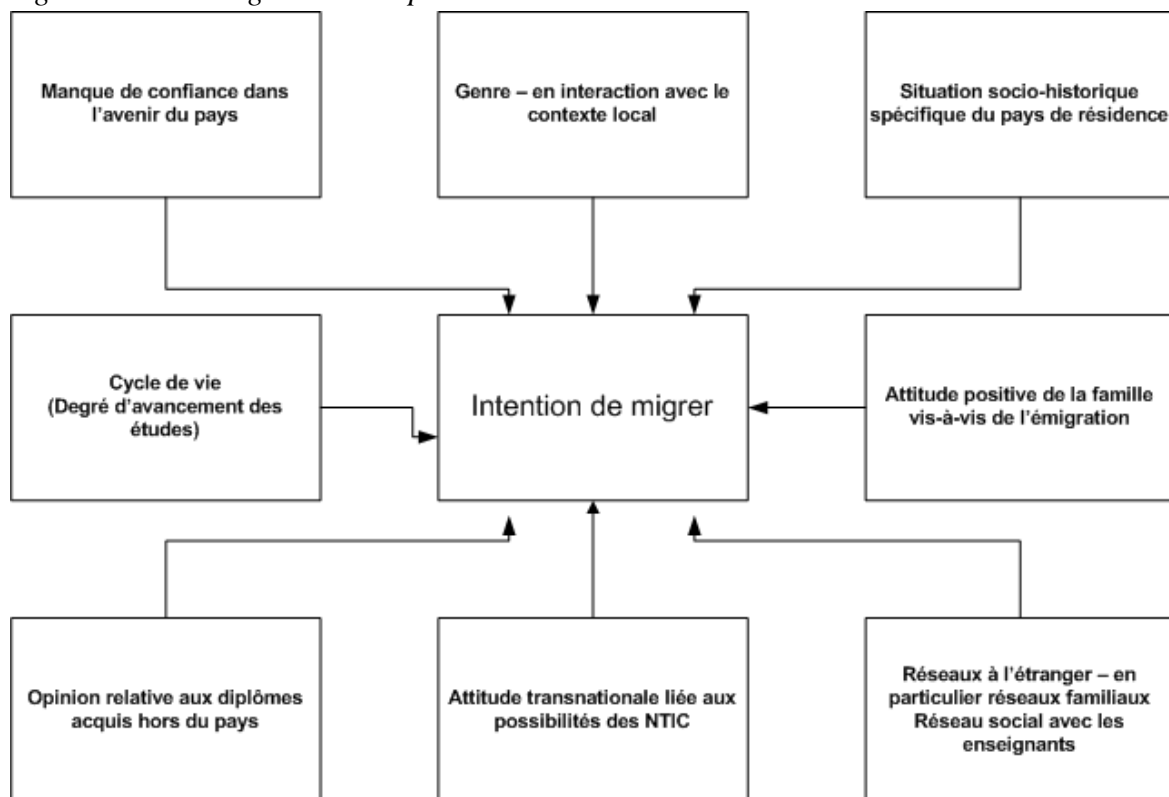 Manque de confiance dans
l'avenir du pays
Genre – en interaction avec le
contexte local
Situation socio-historique
spécifique du pays de résidence
Cycle de vie
(Degré d'avancement des
études)
Intention de migrer
Attitude positive de la famille
vis-à-vis de l'émigration
Opinion relative aux diplômes
acquis hors du pays
Attitude transnationale liée aux
possibilités des NTIC
Réseaux à l'étranger – en
particulier réseaux familiaux
Réseau social avec les
enseignants